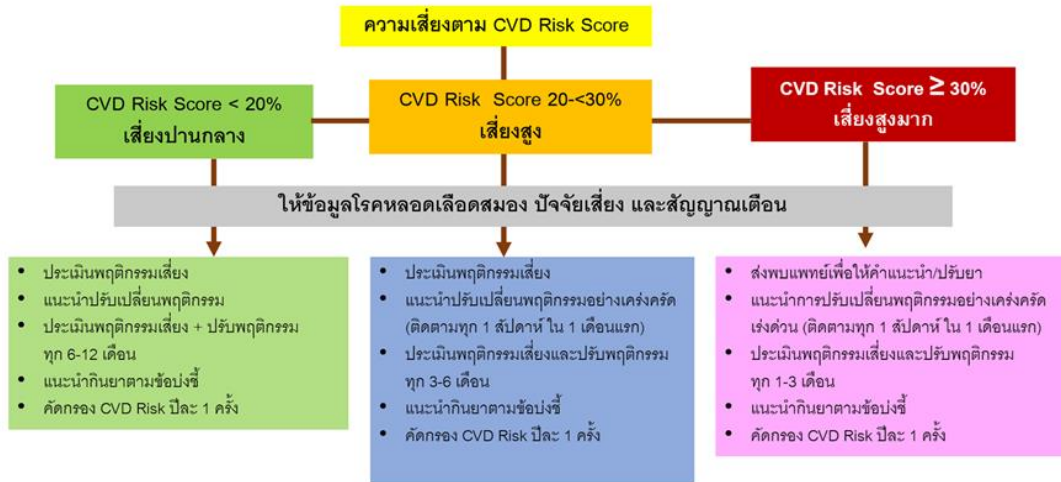 ความเสี่ยงตาม CVD Risk Score
CVD Risk Score < 20%
เสี่ยงปานกลาง
CVD Risk Score 20-<30%
เสี่ยงสูง
CVD Risk Score ≥ 30%
เสี่ยงสูงมาก
ให้ข้อมูลโรคหลอดเลือดสมอง ปัจจัยเสี่ยง และสัญญาณเตือน
• ประเมินพฤติกรรมเสี่ยง
• แนะนำปรับเปลี่ยนพฤติกรรม
• ประเมินพฤติกรรมเสี่ยง + ปรับพฤติกรรม
ทุก 6-12 เดือน
• แนะนำกินยาตามข้อบ่งชี้
• คัดกรอง CVD Risk ปีละ 1 ครั้ง
• ประเมินพฤติกรรมเสี่ยง
• แนะนำปรับเปลี่ยนพฤติกรรมอย่างเคร่งครัด
(ติดตามทุก 1 สัปดาห์ ใน 1 เดือนแรก)
• ประเมินพฤติกรรมเสี่ยงและปรับพฤติกรรม
ทุก 3-6 เดือน
• แนะนำกินยาตามข้อบ่งชี้
• คัดกรอง CVD Risk ปีละ 1 ครั้ง
• ส่งพบแพทย์เพื่อให้คำแนะนำ/ปรับยา
• แนะนำการปรับเปลี่ยนพฤติกรรมอย่างเคร่งครัด
เร่งด่วน (ติดตามทุก 1 สัปดาห์ ใน 1 เดือนแรก)
• ประเมินพฤติกรรมเสี่ยงและปรับพฤติกรรม
ทุก 1-3 เดือน
• แนะนำกินยาตามข้อบ่งชี้
• คัดกรอง CVD Risk ปีละ 1 ครั้ง